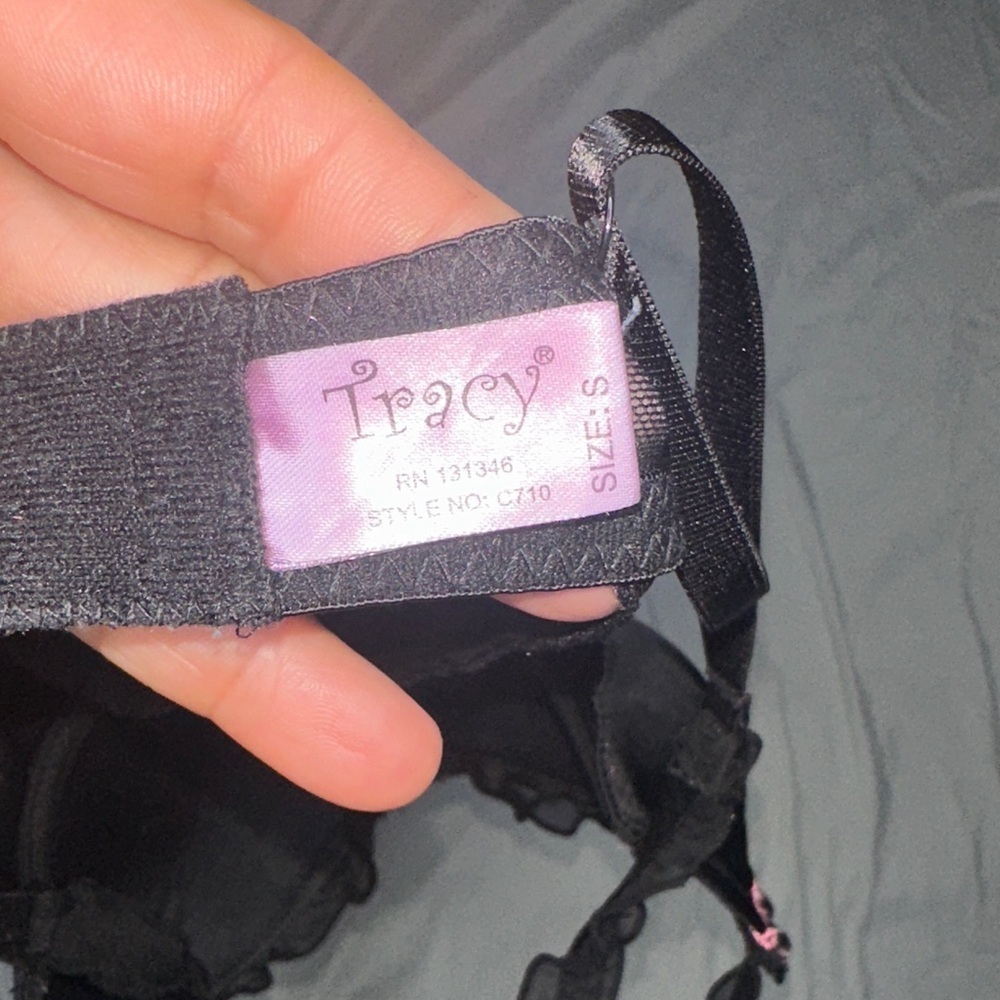 Tracy®
RN 131346
STYLE NO: C710
SIZE: S